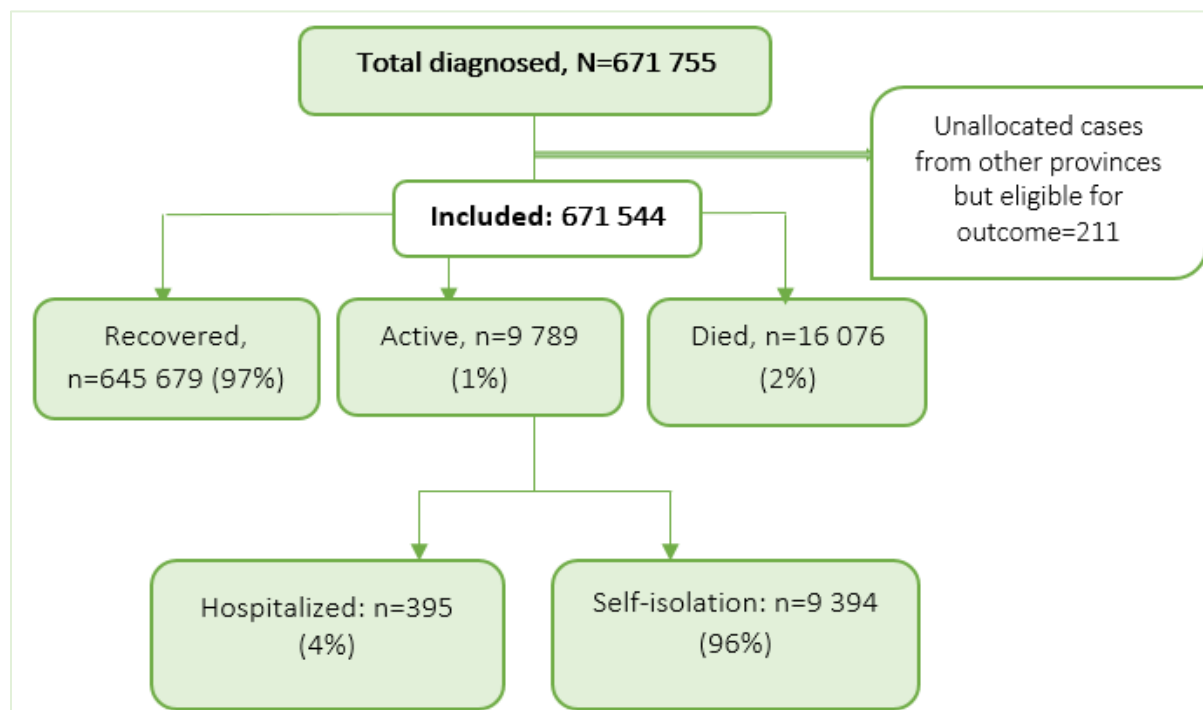 Total diagnosed, N=671 755
Unallocated cases
from other provinces
but eligible for
outcome=211
Included: 671 544
Recovered,
n=645 679 (97%)
Active, n=9 789
(1%)
Died, n=16 076
(2%)
Hospitalized: n=395
(4%)
Self-isolation: n=9 394
(96%)